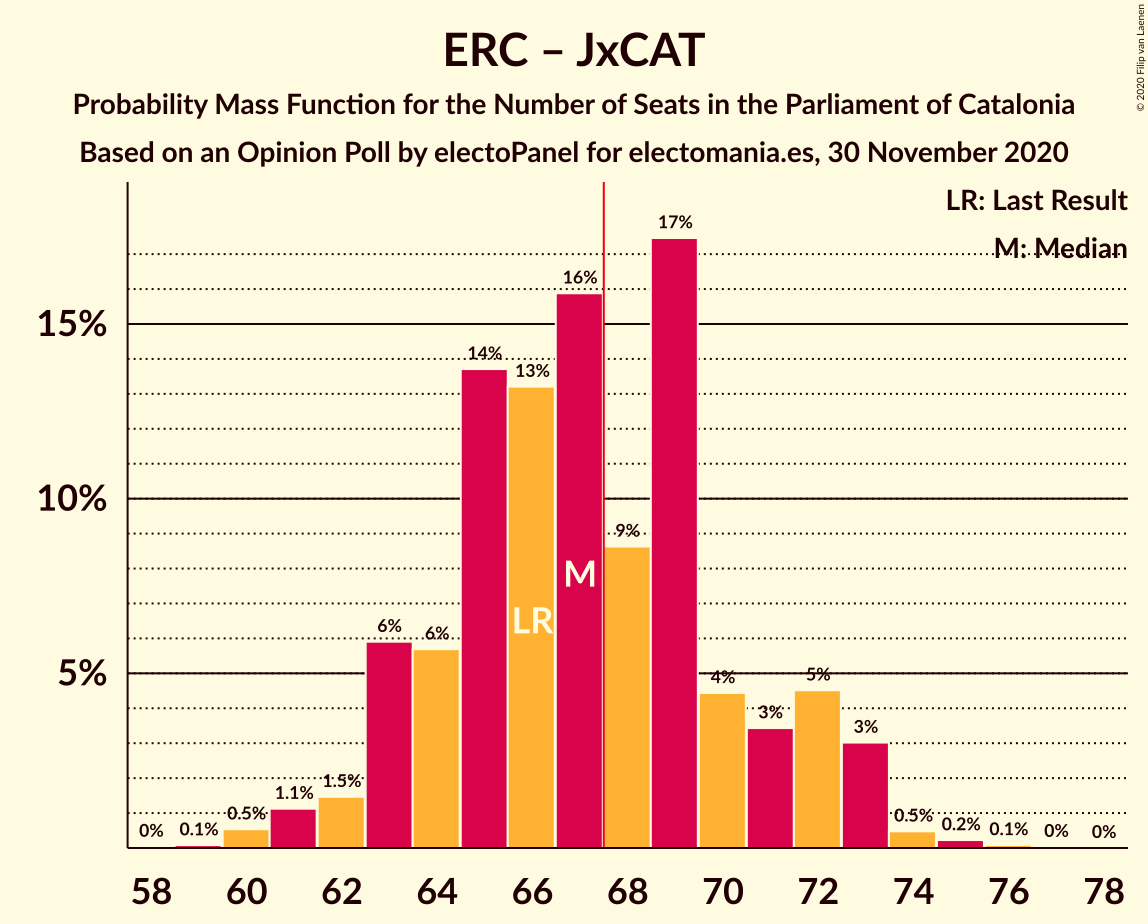 ERC – JxCAT
Probability Mass Function for the Number of Seats in the Parliament of Catalonia
Based on an Opinion Poll by electoPanel for electomania.es, 30 November 2020
© 2020 Filip van Laenen
LR: Last Result
M: Median
15%
10%
5%
0%
0.1%
0.5%
1.1%
1.5%
6%
6%
14%
13%
16%
9%
17%
4%
3%
5%
3%
0.5%
0.2%
0.1%
0%
0%
LR
M
58 60 62 64 66 68 70 72 74 76 78